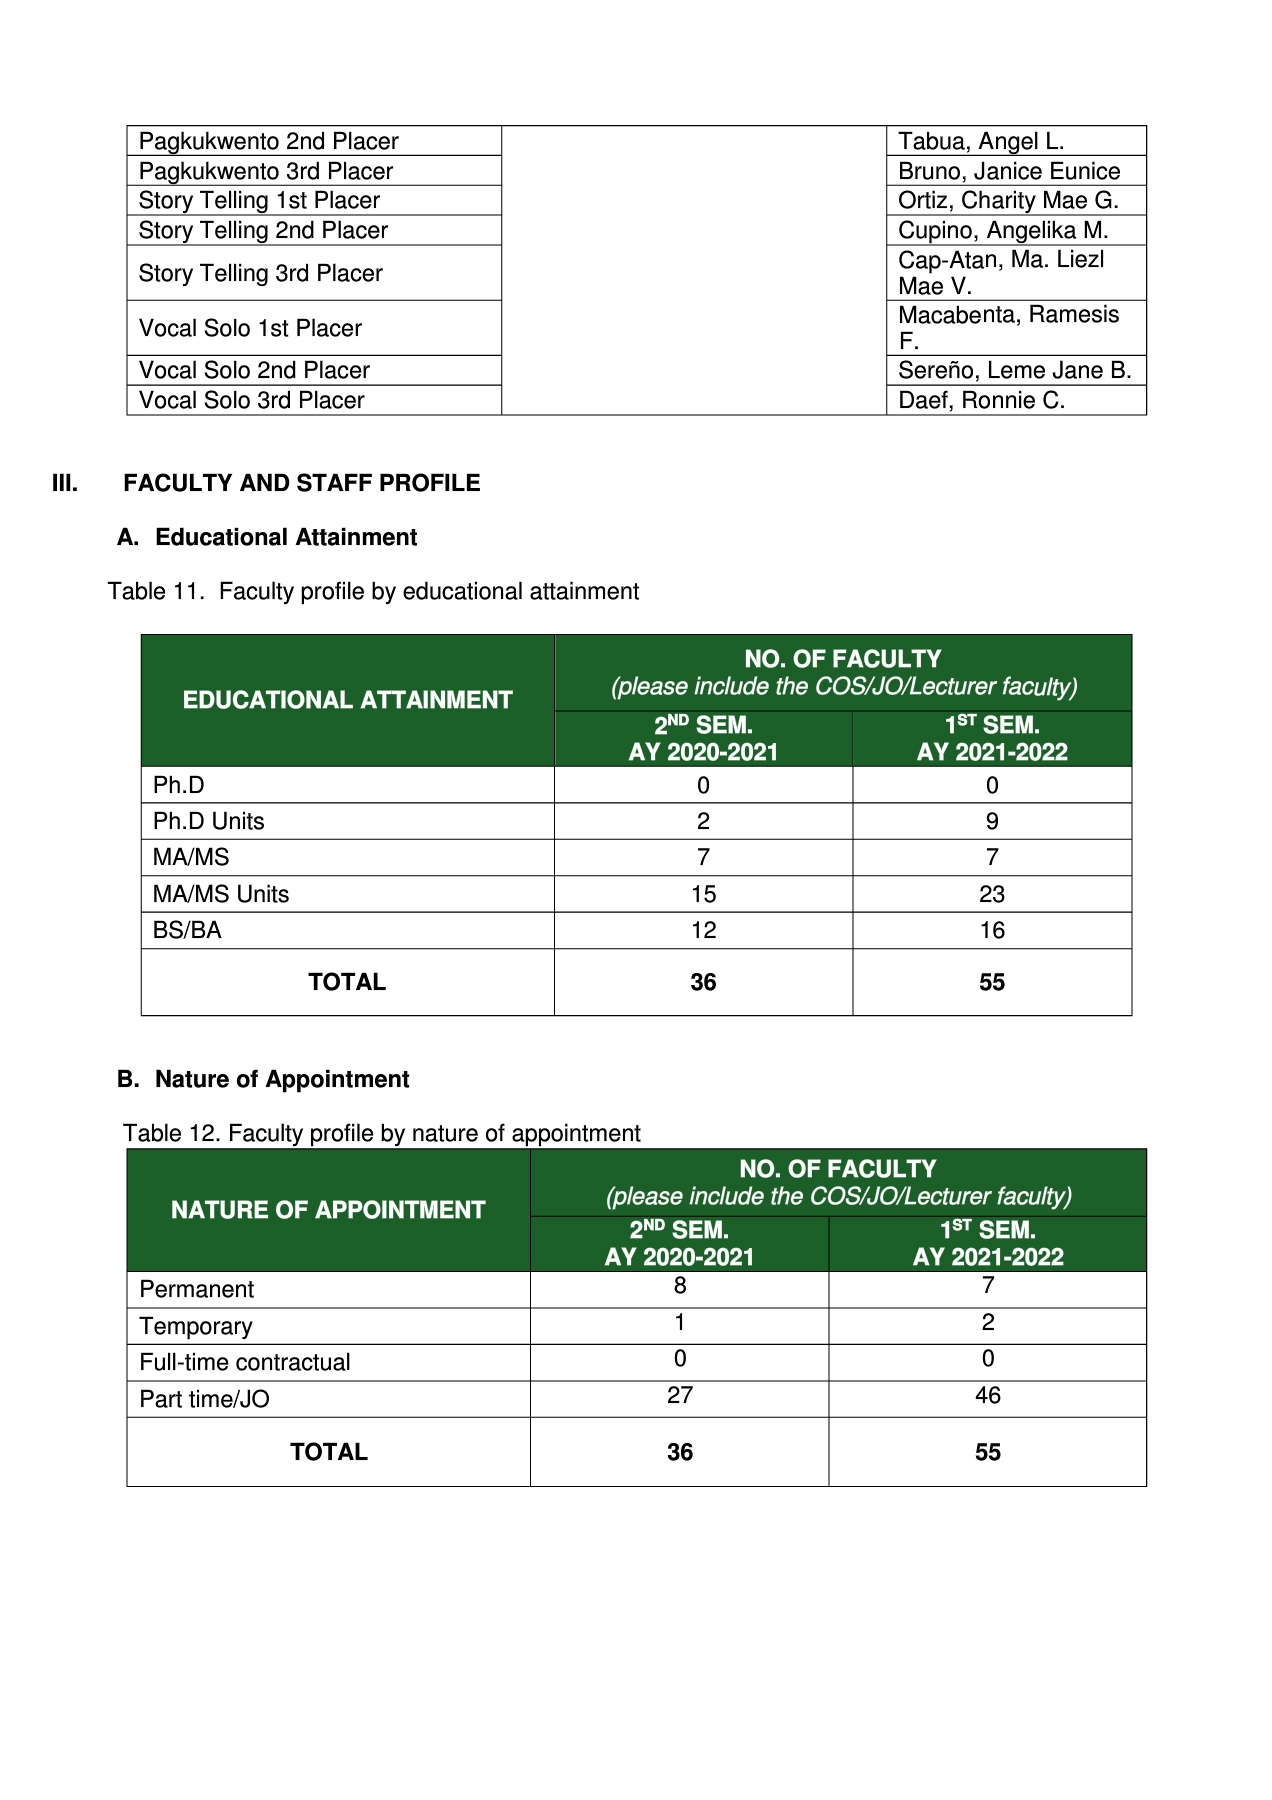 Pagkukwento 2nd Placer Tabua, Angel L.
Pagkukwento 3rd Placer Bruno, Janice Eunice
Story Telling 1st Placer Ortiz, Charity Mae G.
Story Telling 2nd Placer Cupino, Angelika M.
Story Telling 3rd Placer Cap-Atan, Ma. Liezl
Mae V.
Vocal Solo 1st Placer Macabenta, Ramesis
F.
Vocal Solo 2nd Placer Sereño, Leme Jane B.
Vocal Solo 3rd Placer Daef, Ronnie C.
III. FACULTY AND STAFF PROFILE
A. Educational Attainment
Table 11. Faculty profile by educational attainment
EDUCATIONAL ATTAINMENT
NO. OF FACULTY
(please include the COS/JO/Lecturer faculty)
2ND SEM. 1ST SEM.
AY 2020-2021 AY 2021-2022
Ph.D 0 0
Ph.D Units 2 9
MA/MS 7 7
MA/MS Units 15 23
BS/BA 12 16
TOTAL 36 55
B. Nature of Appointment
Table 12. Faculty profile by nature of appointment
NATURE OF APPOINTMENT
NO. OF FACULTY
(please include the COS/JO/Lecturer faculty)
2ND SEM. 1ST SEM.
AY 2020-2021 AY 2021-2022
Permanent 8 7
Temporary 1 2
Full-time contractual 0 0
Part time/JO 27 46
TOTAL 36 55